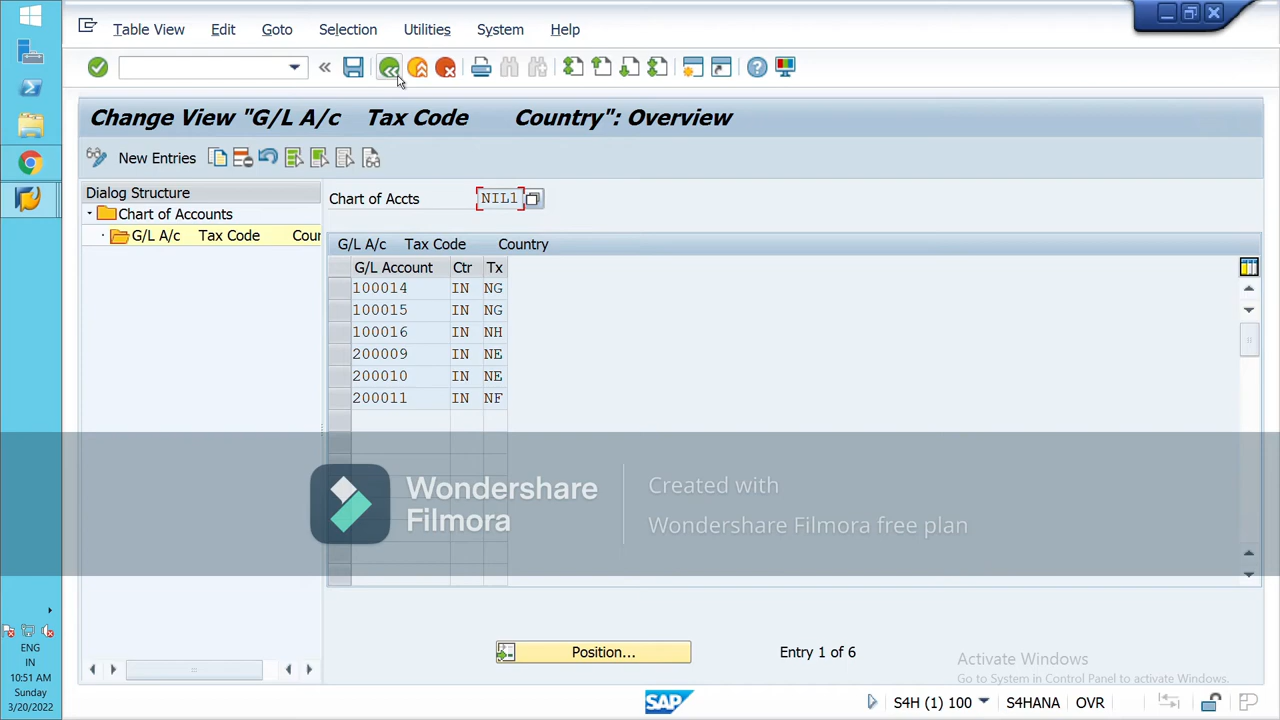 Table View Edit Goto Selection Utilities System Help
Change View "G/L A/c Tax Code Country": Overview
New Entries
Dialog Structure
Chart of Accounts
G/L A/c Tax Code Cour
Chart of Accts NIL1
G/L A/c Tax Code Country
G/L Account Ctr Tx
100014 IN NG
100015 IN NG
100016 IN NH
200009 IN NE
200010 IN NE
200011 IN NF
Wondershare
Filmora
Created with
Wondershare Filmora free plan
Position...
Entry 1 of 6
Activate Windows
Go to System in Control Panel to activate Windows.
ENG
IN
10:51 AM
Sunday
3/20/2022
SAP
S4H (1) 100 S4HANA OVR